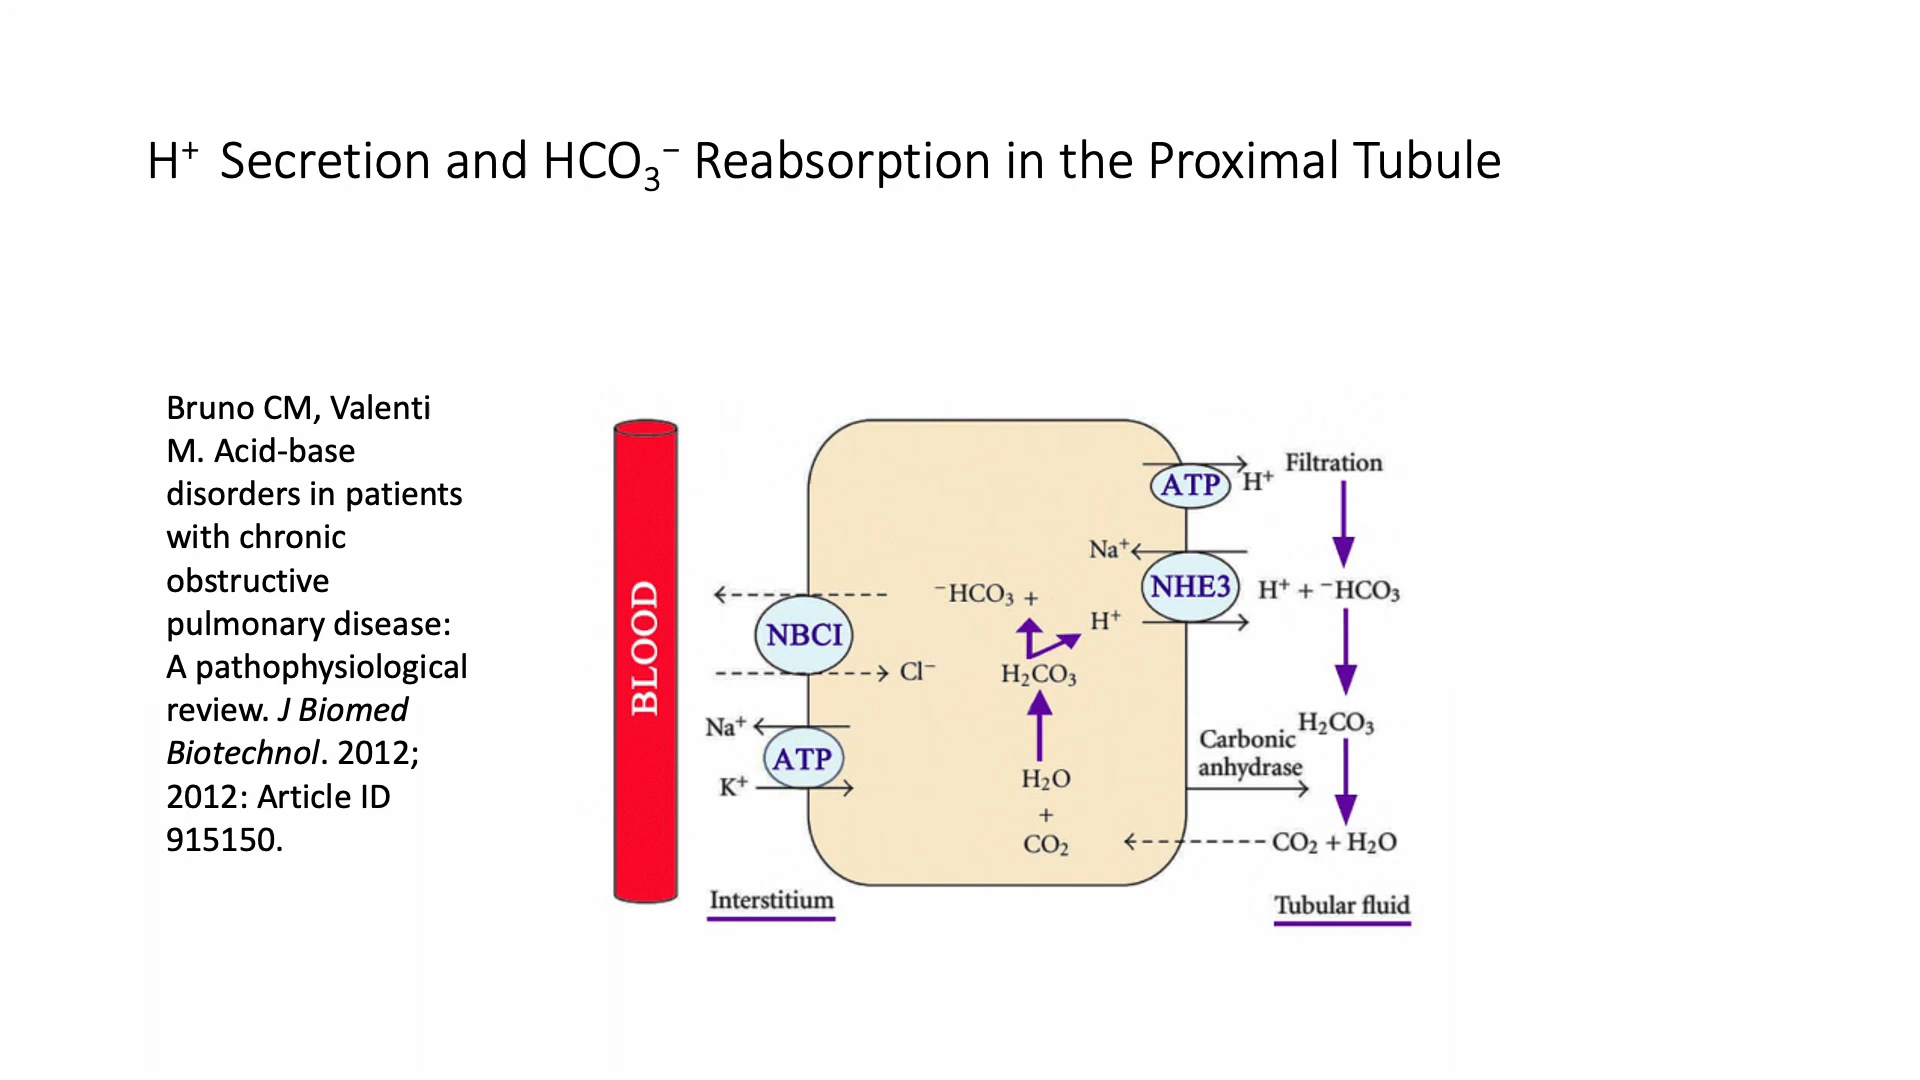 H⁺ Secretion and HCO₃⁻ Reabsorption in the Proximal Tubule
Bruno CM, Valenti
M. Acid-base
disorders in patients
with chronic
obstructive
pulmonary disease:
A pathophysiological
review. J Biomed
Biotechnol. 2012;
2012: Article ID
915150.
BLOOD
ATP
H⁺
Filtration
Na⁺
NHE3
H⁺ + ⁻HCO₃
⁻HCO₃ +
H⁺
NBCI
Cl⁻
H₂CO₃
Na⁺
ATP
K⁺
H₂O
+
CO₂
H₂CO₃
Carbonic
anhydrase
CO₂ + H₂O
Interstitium
Tubular fluid